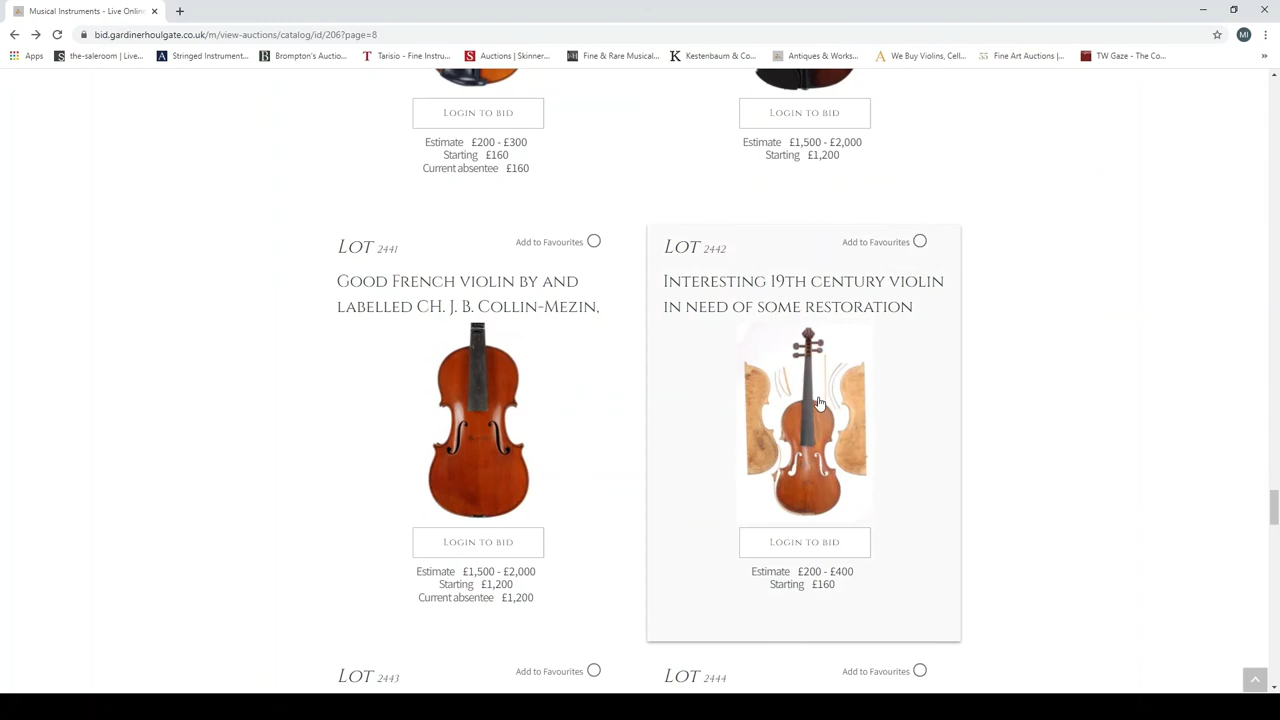 Musical Instruments - Live Onlin
bid.gardinerhoulgate.co.uk/m/view-auctions/catalog/id/206?page=8
MI
Apps
the-saleroom | Live...
Stringed Instrument...
Brompton's Auctio...
Tarisio - Fine Instru...
Auctions | Skinner...
Fine & Rare Musical...
Kestenbaum & Co...
Antiques & Works...
We Buy Violins, Cell...
Fine Art Auctions |...
TW Gaze - The Co...
LOGIN TO BID
Estimate £200 - £300
Starting £160
Current absentee £160
LOGIN TO BID
Estimate £1,500 - £2,000
Starting £1,200
LOT 2441
Add to Favourites
GOOD FRENCH VIOLIN BY AND
LABELLED CH. J. B. COLLIN-MEZIN,
LOGIN TO BID
Estimate £1,500 - £2,000
Starting £1,200
Current absentee £1,200
LOT 2442
Add to Favourites
INTERESTING 19TH CENTURY VIOLIN
IN NEED OF SOME RESTORATION
LOGIN TO BID
Estimate £200 - £400
Starting £160
LOT 2443
Add to Favourites
LOT 2444
Add to Favourites